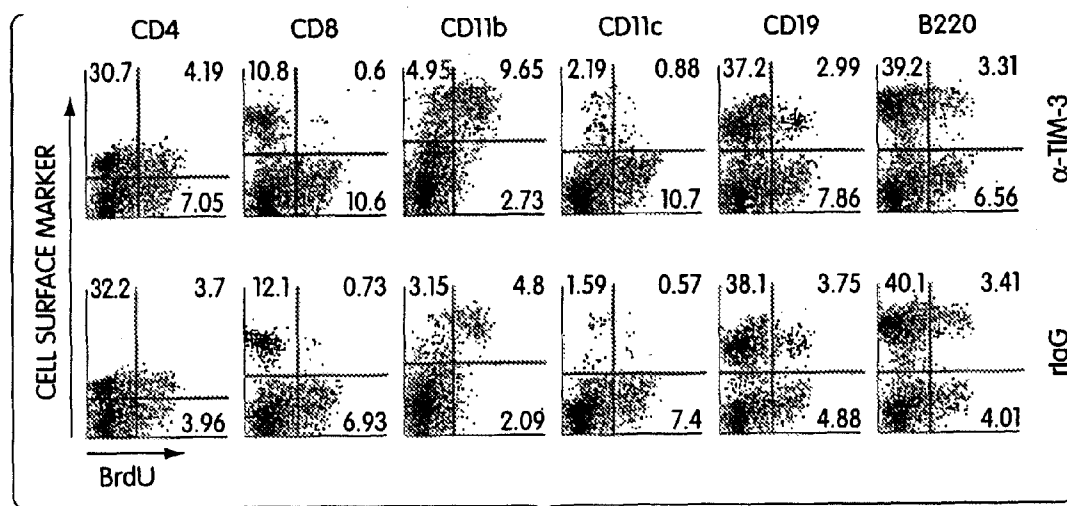 CD4 CD8 CD11b CD11c CD19 B220
30.7 4.19 10.8 0.6 4.95 9.65 2.19 0.88 37.2 2.99 39.2 3.31
7.05 10.6 2.73 10.7 7.86 6.56
α-TIM-3
32.2 3.7 12.1 0.73 3.15 4.8 1.59 0.57 38.1 3.75 40.1 3.41
3.96 6.93 2.09 7.4 4.88 4.01
rIgG
CELL SURFACE MARKER
BrdU